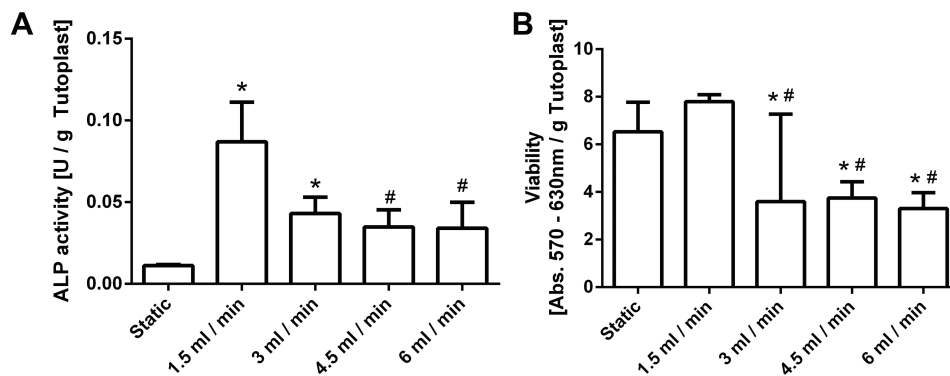 A
ALP activity [U / g Tutoplast]
0.15
0.10
0.05
0.00
*
*
#
#
Static
1.5 ml / min
3 ml / min
4.5 ml / min
6 ml / min
B
Viability
[Abs. 570 - 630nm / g Tutoplast]
10
8
6
4
2
0
* #
* #
* #
Static
1.5 ml / min
3 ml / min
4.5 ml / min
6 ml / min